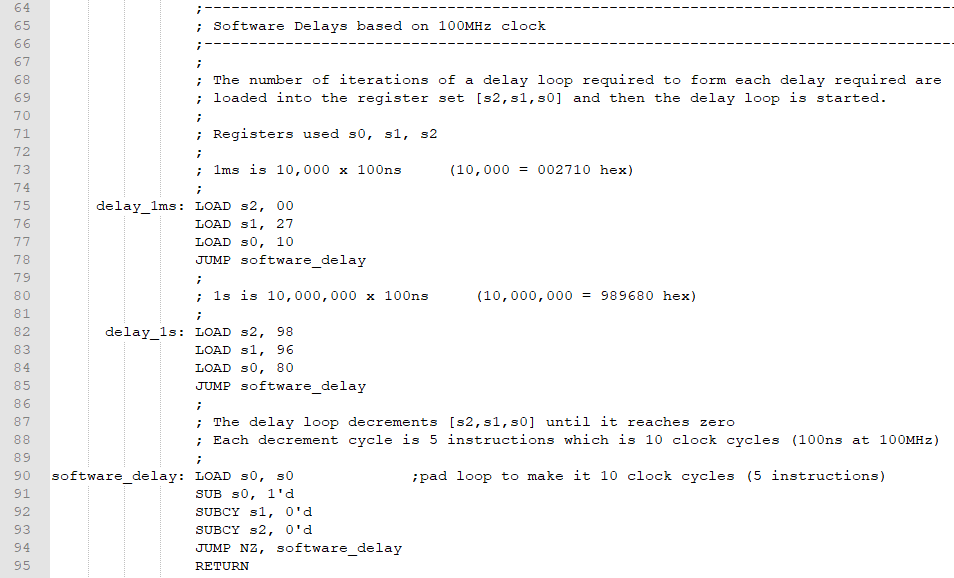 64 ;-------------------------------------------------------------------------------------
65 ; Software Delays based on 100MHz clock
66 ;-------------------------------------------------------------------------------------
67 ;
68 ; The number of iterations of a delay loop required to form each delay required are
69 ; loaded into the register set [s2,s1,s0] and then the delay loop is started.
70 ;
71 ; Registers used s0, s1, s2
72 ;
73 ; 1ms is 10,000 x 100ns     (10,000 = 002710 hex)
74 ;
75 delay_1ms: LOAD s2, 00
76 LOAD s1, 27
77 LOAD s0, 10
78 JUMP software_delay
79 ;
80 ; 1s is 10,000,000 x 100ns     (10,000,000 = 989680 hex)
81 ;
82 delay_1s: LOAD s2, 98
83 LOAD s1, 96
84 LOAD s0, 80
85 JUMP software_delay
86 ;
87 ; The delay loop decrements [s2,s1,s0] until it reaches zero
88 ; Each decrement cycle is 5 instructions which is 10 clock cycles (100ns at 100MHz)
89 ;
90 software_delay: LOAD s0, s0             ;pad loop to make it 10 clock cycles (5 instructions)
91 SUB s0, 1'd
92 SUBCY s1, 0'd
93 SUBCY s2, 0'd
94 JUMP NZ, software_delay
95 RETURN